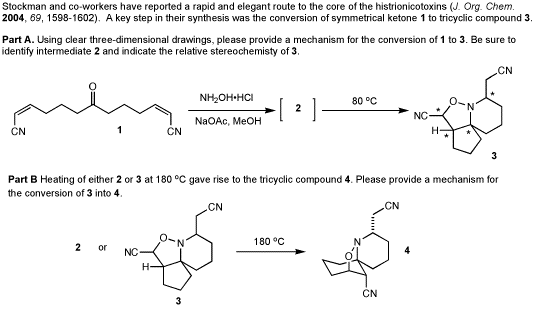 Stockman and co-workers have reported a rapid and elegant route to the core of the histrionicotoxins (J. Org. Chem.
2004, 69, 1598-1602). A key step in their synthesis was the conversion of symmetrical ketone 1 to tricyclic compound 3.
Part A. Using clear three-dimensional drawings, please provide a mechanism for the conversion of 1 to 3. Be sure to
identify intermediate 2 and indicate the relative stereochemisty of 3.
O
CN
1
CN
NH2OH•HCl
NaOAc, MeOH
[ 2 ]
80 ºC
CN
*
O
N
NC
*
H
*
*
3
Part B Heating of either 2 or 3 at 180 ºC gave rise to the tricyclic compound 4. Please provide a mechanism for
the conversion of 3 into 4.
2 or
CN
O
N
NC
H
3
180 ºC
CN
N
O
CN
4